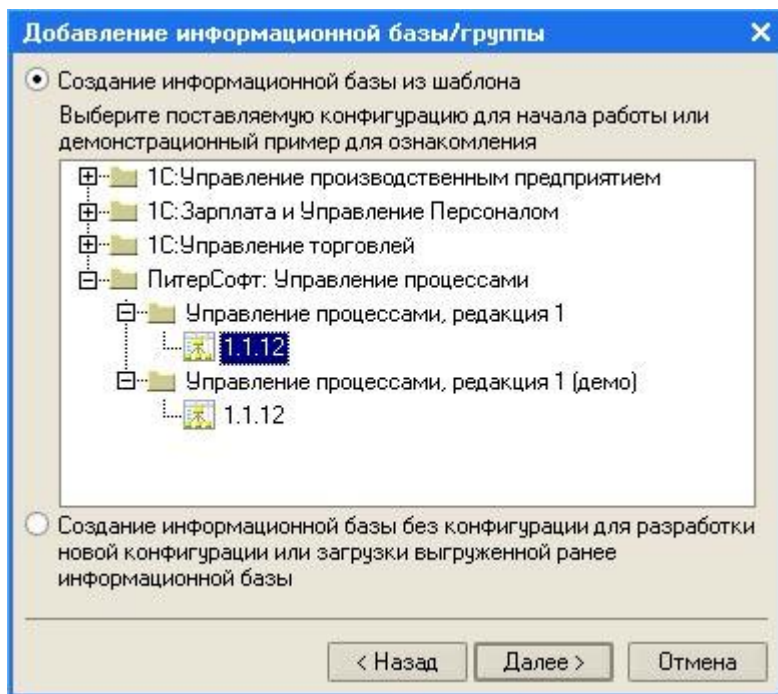 Добавление информационной базы/группы
Создание информационной базы из шаблона
Выберите поставляемую конфигурацию для начала работы или
демонстрационный пример для ознакомления
1С:Управление производственным предприятием
1С:Зарплата и Управление Персоналом
1С:Управление торговлей
ПитерСофт: Управление процессами
Управление процессами, редакция 1
1.1.12
Управление процессами, редакция 1 (демо)
1.1.12
Создание информационной базы без конфигурации для разработки
новой конфигурации или загрузки выгруженной ранее
информационной базы
< Назад
Далее >
Отмена